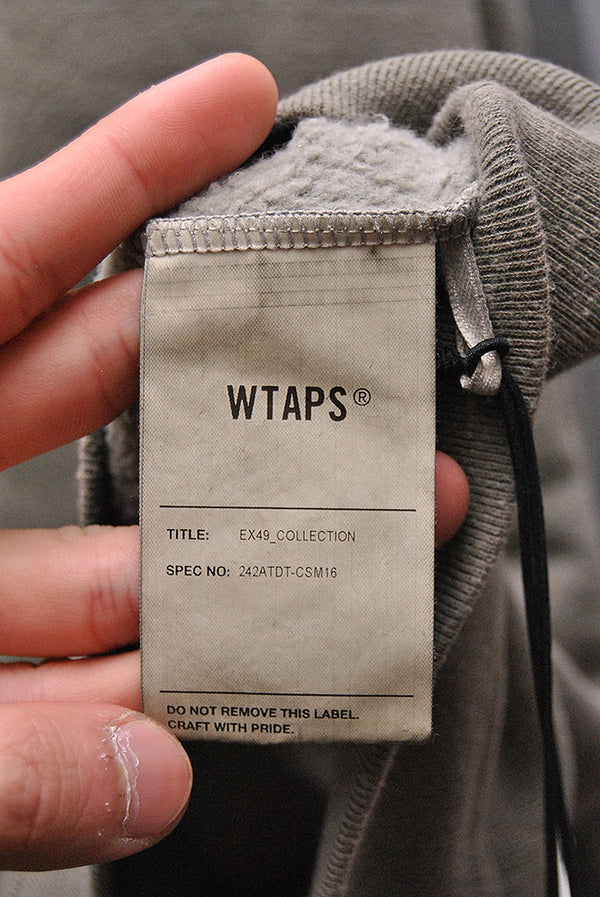 WTAPS®
TITLE: EX49_COLLECTION
SPEC NO: 242ATDT-CSM16
DO NOT REMOVE THIS LABEL.
CRAFT WITH PRIDE.